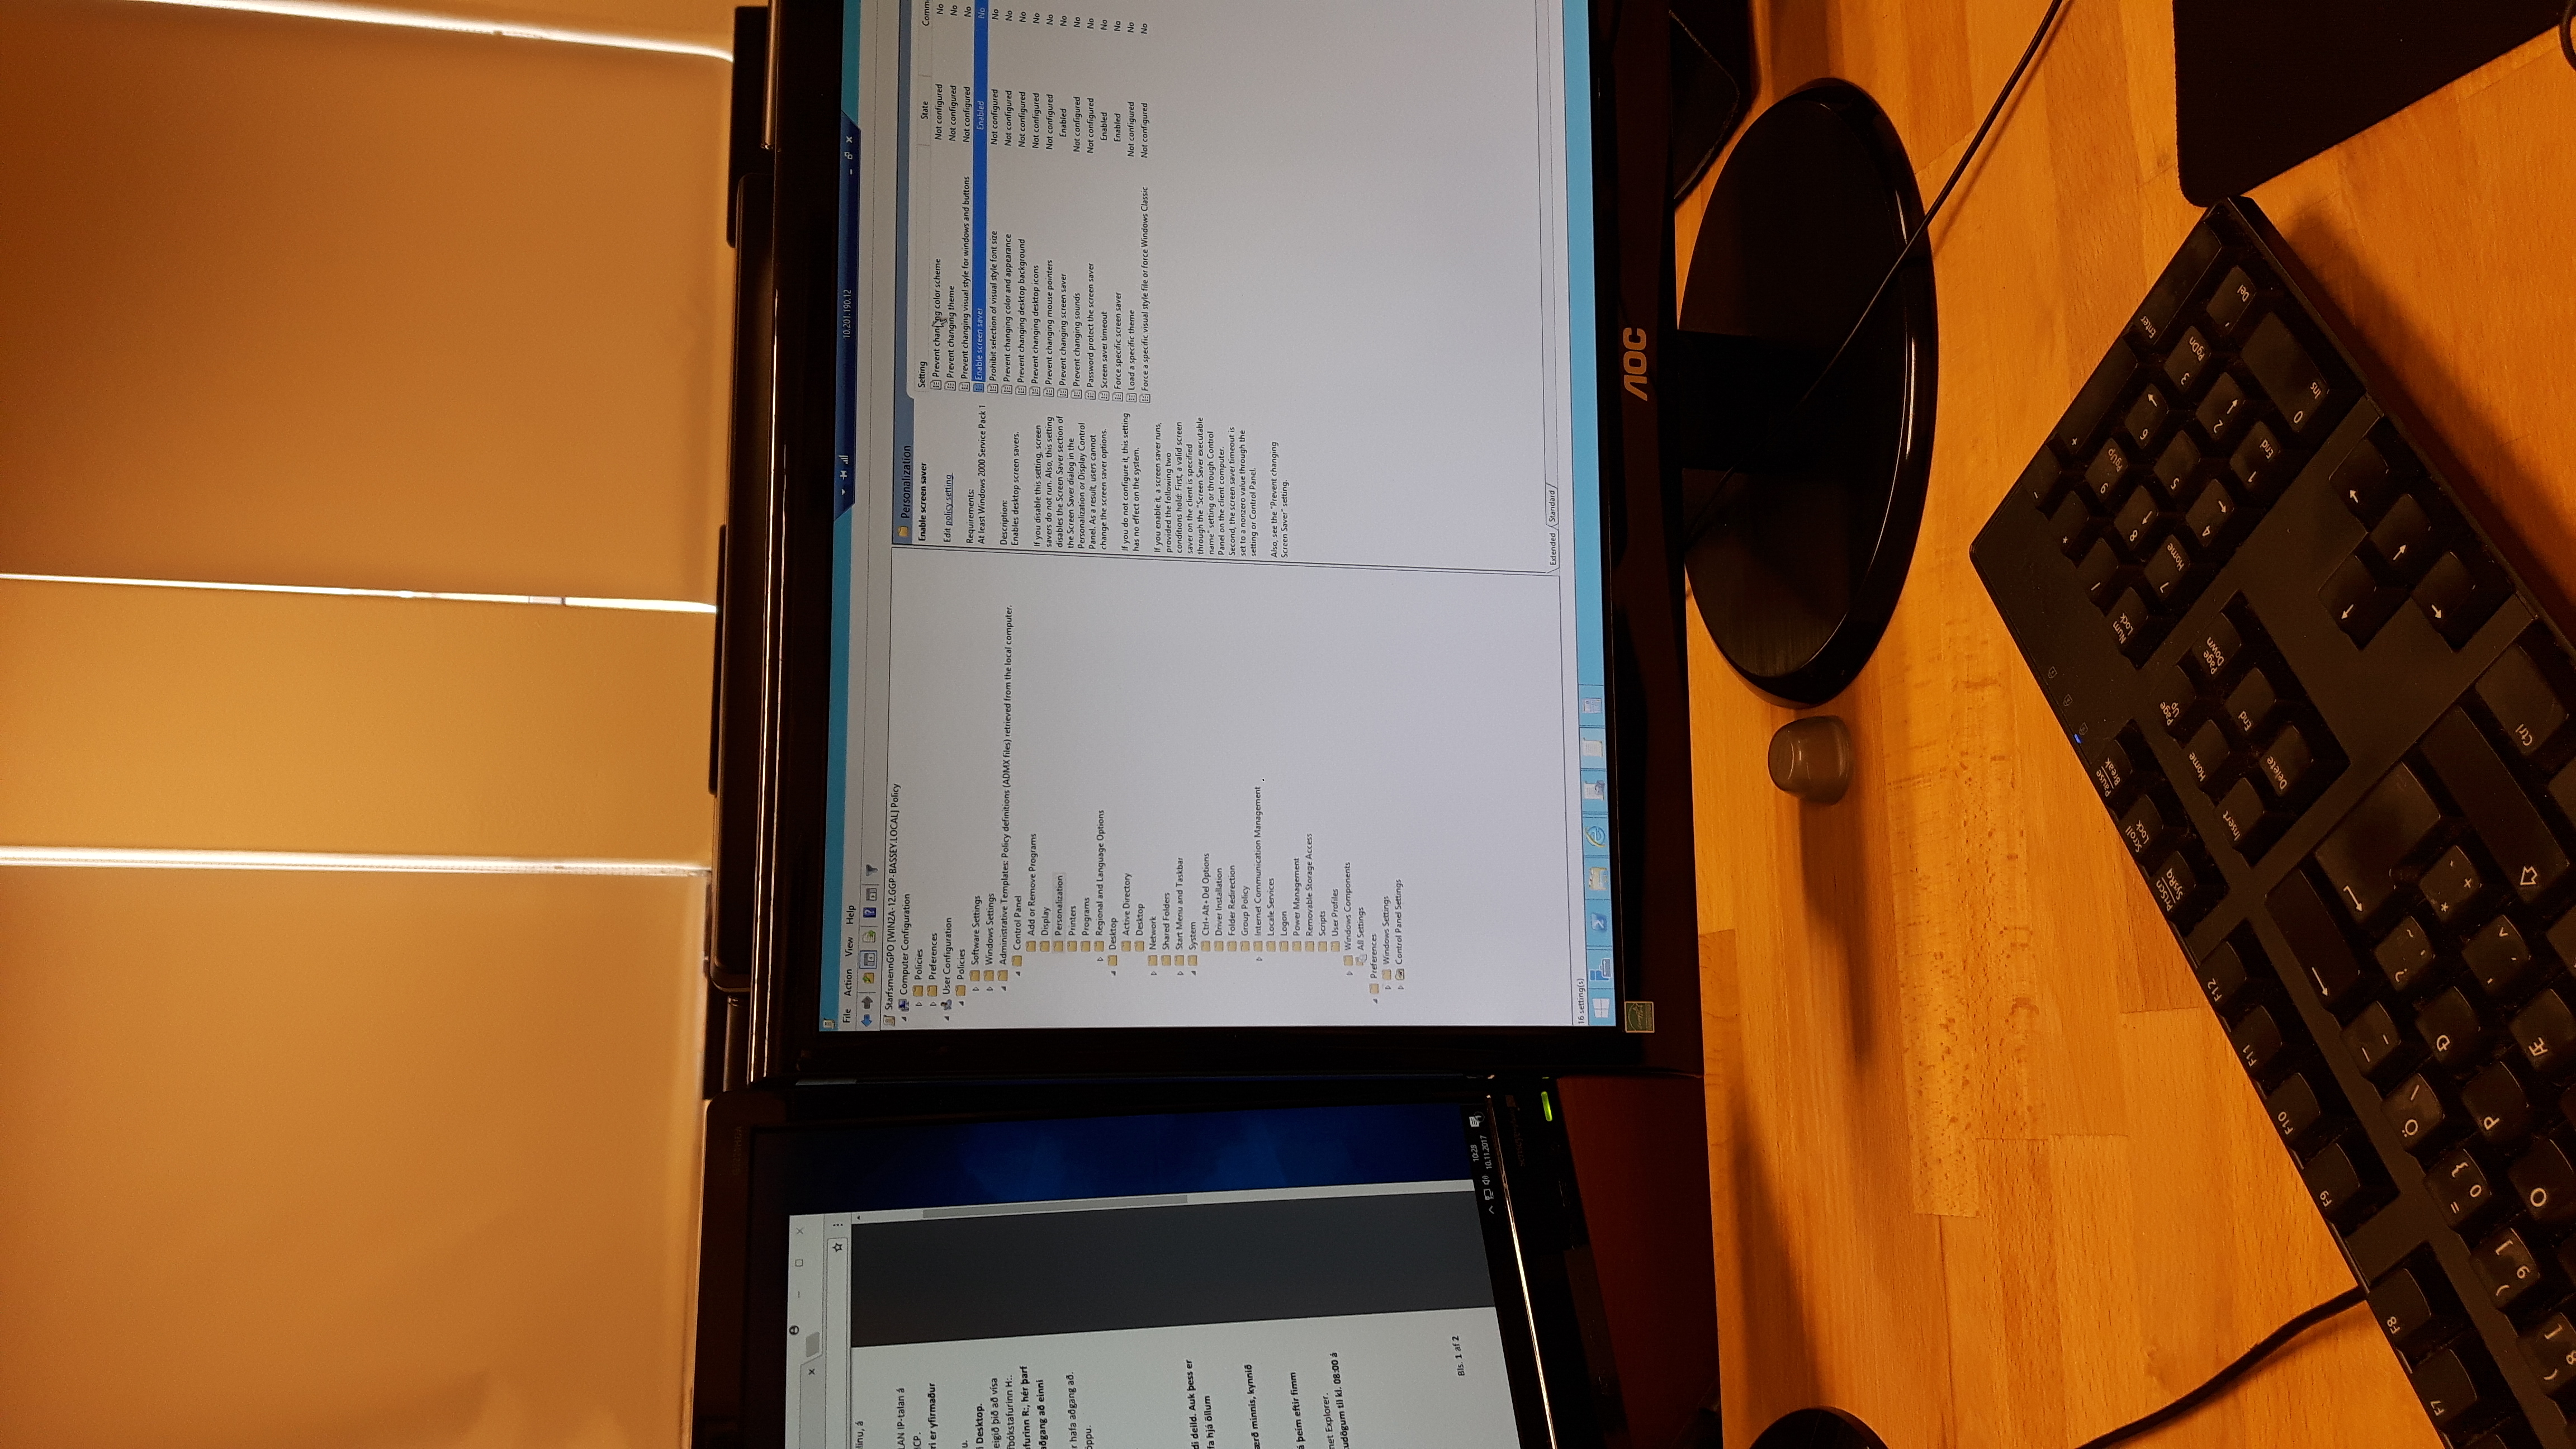 linu, á
LAN IP-talan á
HCP.
ri er yfirmaður
u.
i Desktop.
eigið þið að vísa
fbókstafurinn H:.
furinn R:, hér þarf
aðgang að einni
r hafa aðgang að.
öppu.
di deild. Auk þess er
fa hjá öllum
ærð minnis, kynnið
á þeim eftir fimm
net Explorer.
tudögum til kl. 08:00 á
Bls. 1 af 2
10:28
10.11.2017
10.201.190.12
File Action View Help
StarfsmennGPO [WIN2A-12.GGP-BASSEY.LOCAL] Policy
Computer Configuration
Policies
Preferences
User Configuration
Policies
Software Settings
Windows Settings
Administrative Templates: Policy definitions (ADMX files) retrieved from the local computer.
Control Panel
Add or Remove Programs
Display
Personalization
Printers
Programs
Regional and Language Options
Desktop
Active Directory
Desktop
Network
Shared Folders
Start Menu and Taskbar
System
Ctrl+Alt+Del Options
Driver Installation
Folder Redirection
Group Policy
Internet Communication Management
Locale Services
Logon
Power Management
Removable Storage Access
Scripts
User Profiles
Windows Components
All Settings
Preferences
Windows Settings
Control Panel Settings
Personalization
Enable screen saver
Edit policy setting
Requirements:
At least Windows 2000 Service Pack 1
Description:
Enables desktop screen savers.
If you disable this setting, screen
savers do not run. Also, this setting
disables the Screen Saver section of
the Screen Saver dialog in the
Personalization or Display Control
Panel. As a result, users cannot
change the screen saver options.
If you do not configure it, this setting
has no effect on the system.
If you enable it, a screen saver runs,
provided the following two
conditions hold: First, a valid screen
saver on the client is specified
through the "Screen Saver executable
name" setting or through Control
Panel on the client computer.
Second, the screen saver timeout is
set to a nonzero value through the
setting or Control Panel.
Also, see the "Prevent changing
Screen Saver" setting.
Setting State Comm
Prevent changing color scheme Not configured No
Prevent changing theme Not configured No
Prevent changing visual style for windows and buttons Not configured No
Enable screen saver Enabled No
Prohibit selection of visual style font size Not configured No
Prevent changing color and appearance Not configured No
Prevent changing desktop background Not configured No
Prevent changing desktop icons Not configured No
Prevent changing mouse pointers Not configured No
Prevent changing screen saver Enabled No
Prevent changing sounds Not configured No
Password protect the screen saver Not configured No
Screen saver timeout Enabled No
Force specific screen saver Enabled No
Load a specific theme Not configured No
Force a specific visual style file or force Windows Classic Not configured No
Extended Standard
16 setting(s)
AOC
PrtScn
SysRq
Scroll
Lock
Pause
Break
F7 F8 F9 F10 F11 F12
Insert Home Page
Up
Delete End Page
Down
Num
Lock / * -
7
Home 8 9
PgUp +
4 5 6
1
End 2 3
PgDn Enter
0
Ins , Del
( 8 [
) 9 ]
= 0 }
Ö \
- _
O P Ð ? ' ~
Æ ' ^ * +
Ctrl